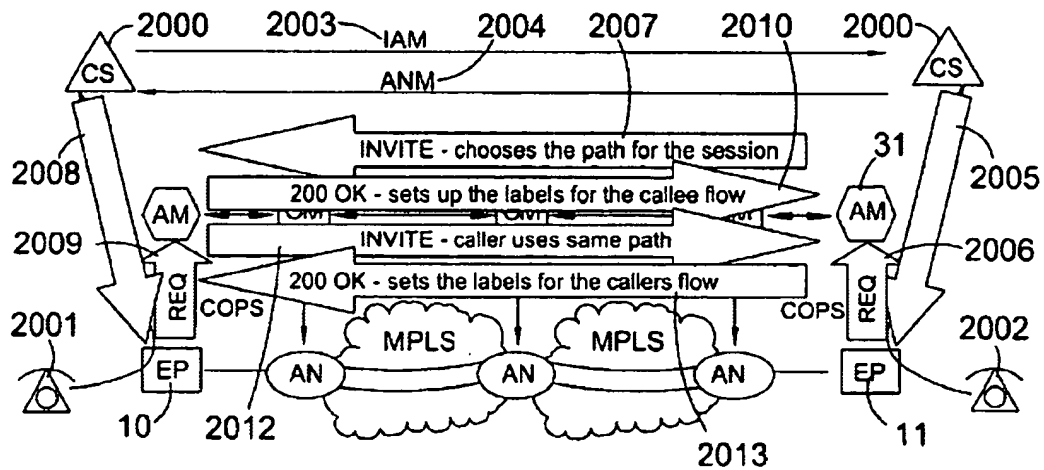 2000 2003 IAM 2004 2007 2010 2000
CS ANM CS
INVITE - chooses the path for the session
31
2008 2005
200 OK - sets up the labels for the callee flow
AM AM
2009 INVITE - caller uses same path 2006
200 OK - sets the labels for the callers flow
REQ COPS COPS REQ
2001 MPLS MPLS 2002
EP AN AN AN EP
10 2012 2013 11